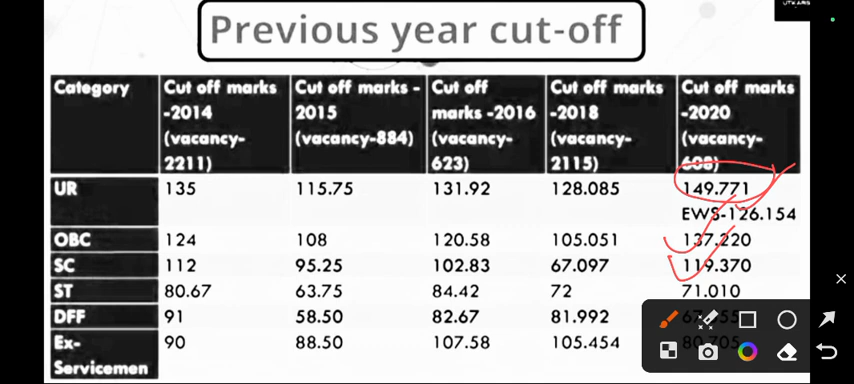 Previous year cut-off
Category | Cut off marks -2014 (vacancy-2211) | Cut off marks -2015 (vacancy-884) | Cut off marks -2016 (vacancy-623) | Cut off marks -2018 (vacancy-2115) | Cut off marks -2020 (vacancy-608)
UR | 135 | 115.75 | 131.92 | 128.085 | 149.771
EWS-126.154
OBC | 124 | 108 | 120.58 | 105.051 | 137.220
SC | 112 | 95.25 | 102.83 | 67.097 | 119.370
ST | 80.67 | 63.75 | 84.42 | 72 | 71.010
DFF | 91 | 58.50 | 82.67 | 81.992
Ex-Servicemen | 90 | 88.50 | 107.58 | 105.454 | 80.705